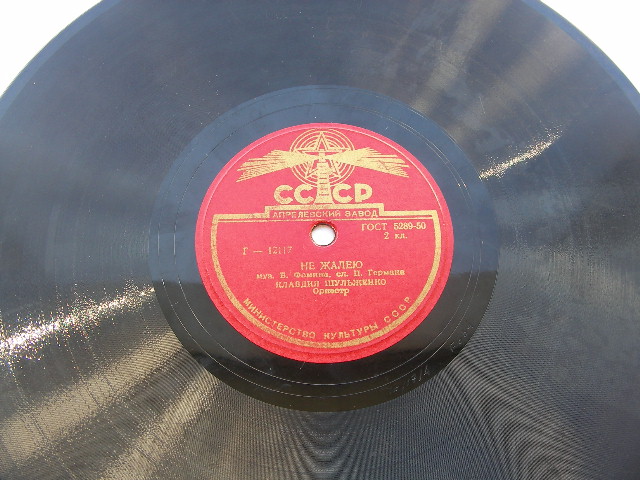 СССР
АПРЕЛЕВСКИЙ ЗАВОД
ГОСТ 5289-50
2 кл.
Г —
НЕ ЖАЛЕЮ
муз. Б. Фомина, сл. П. Германа
КЛАВДИЯ ШУЛЬЖЕНКО
Оркестр
МИНИСТЕРСТВО КУЛЬТУРЫ СССР